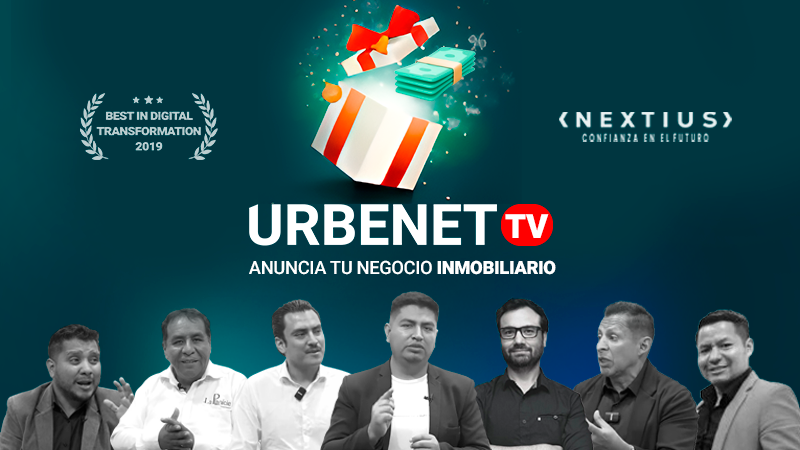 BEST IN DIGITAL
TRANSFORMATION
2019
‹NEXTIUS›
CONFIANZA EN EL FUTURO
URBENET TV
ANUNCIA TU NEGOCIO INMOBILIARIO